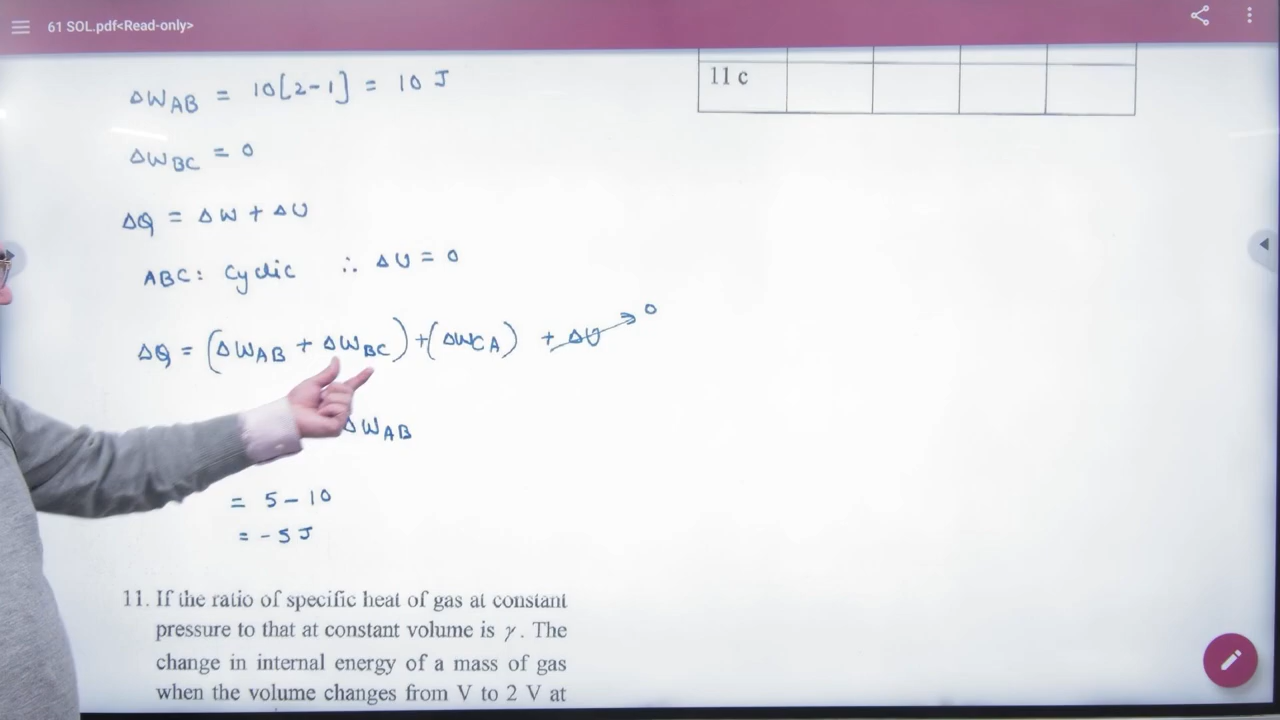 61 SOL.pdf<Read-only>
ΔW_AB = 10[2-1] = 10 J
11 c
ΔW_BC = 0
ΔQ = ΔW + ΔU
ABC: Cyclic ∴ ΔU = 0
ΔQ = (ΔW_AB + ΔW_BC) + (ΔW_CA) + ΔU → 0
ΔW_AB
= 5 - 10
= -5 J
11. If the ratio of specific heat of gas at constant
pressure to that at constant volume is γ. The
change in internal energy of a mass of gas
when the volume changes from V to 2 V at